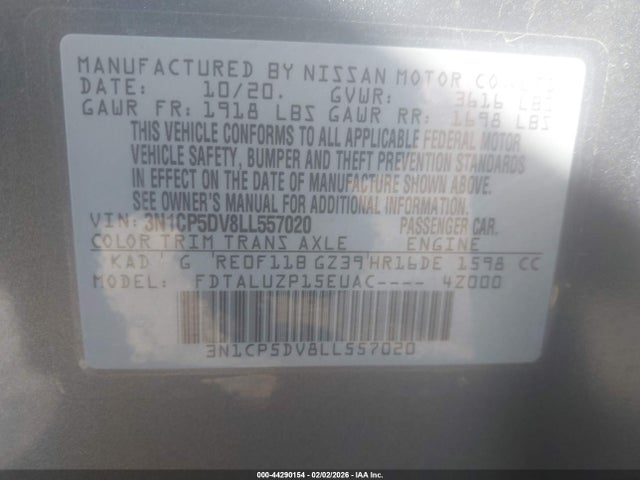 MANUFACTURED BY NISSAN MOTOR CO.,LTD
DATE: 10/20. GVWR: 3616 LBS
GAWR FR: 1918 LBS GAWR RR: 1698 LBS
THIS VEHICLE CONFORMS TO ALL APPLICABLE FEDERAL MOTOR
VEHICLE SAFETY, BUMPER AND THEFT PREVENTION STANDARDS
IN EFFECT ON THE DATE OF MANUFACTURE SHOWN ABOVE.
SEE OWNER'S MANUAL FOR ADDITIONAL INFORMATION.
VIN: 3N1CP5DV8LL557020 PASSENGER CAR.
COLOR TRIM TRANS AXLE ENGINE
KAD G RE0F11B GZ39 HR16DE 1598 CC
MODEL: FDTALUZP15EUAC---- 4Z000
3N1CP5DV8LL557020
000-44290154 - 02/02/2026 - IAA Inc.